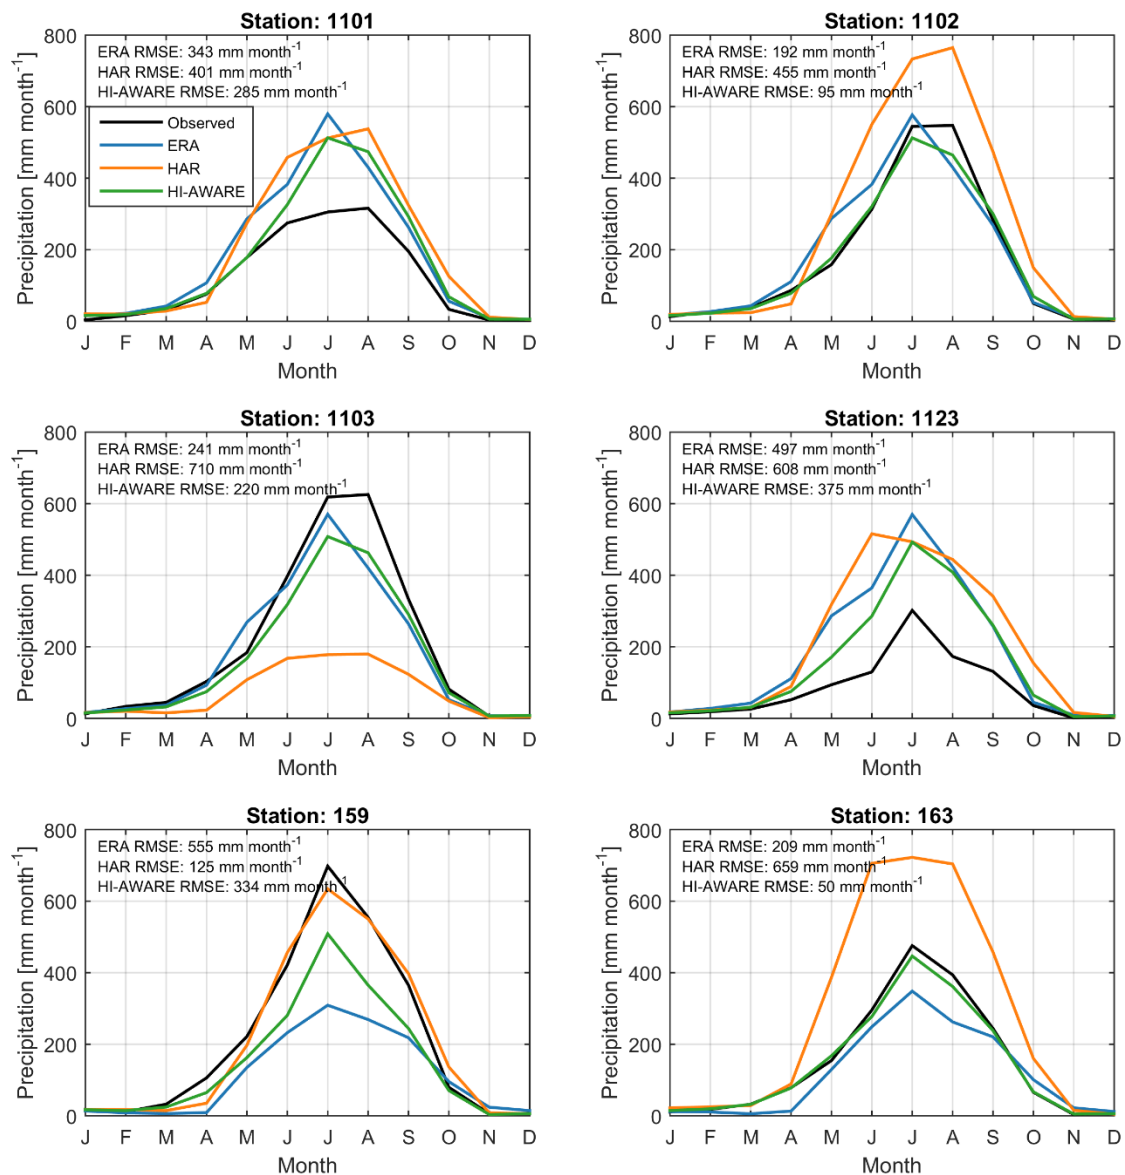 Station: 1101
ERA RMSE: 343 mm month-1
HAR RMSE: 401 mm month-1
HI-AWARE RMSE: 285 mm month-1
Observed
ERA
HAR
HI-AWARE
800
600
400
200
0
Precipitation [mm month-1]
J F M A M J J A S O N D
Month
Station: 1102
ERA RMSE: 192 mm month-1
HAR RMSE: 455 mm month-1
HI-AWARE RMSE: 95 mm month-1
800
600
400
200
0
Precipitation [mm month-1]
J F M A M J J A S O N D
Month
Station: 1103
ERA RMSE: 241 mm month-1
HAR RMSE: 710 mm month-1
HI-AWARE RMSE: 220 mm month-1
800
600
400
200
0
Precipitation [mm month-1]
J F M A M J J A S O N D
Month
Station: 1123
ERA RMSE: 497 mm month-1
HAR RMSE: 608 mm month-1
HI-AWARE RMSE: 375 mm month-1
800
600
400
200
0
Precipitation [mm month-1]
J F M A M J J A S O N D
Month
Station: 159
ERA RMSE: 555 mm month-1
HAR RMSE: 125 mm month-1
HI-AWARE RMSE: 334 mm month-1
800
600
400
200
0
Precipitation [mm month-1]
J F M A M J J A S O N D
Month
Station: 163
ERA RMSE: 209 mm month-1
HAR RMSE: 659 mm month-1
HI-AWARE RMSE: 50 mm month-1
800
600
400
200
0
Precipitation [mm month-1]
J F M A M J J A S O N D
Month